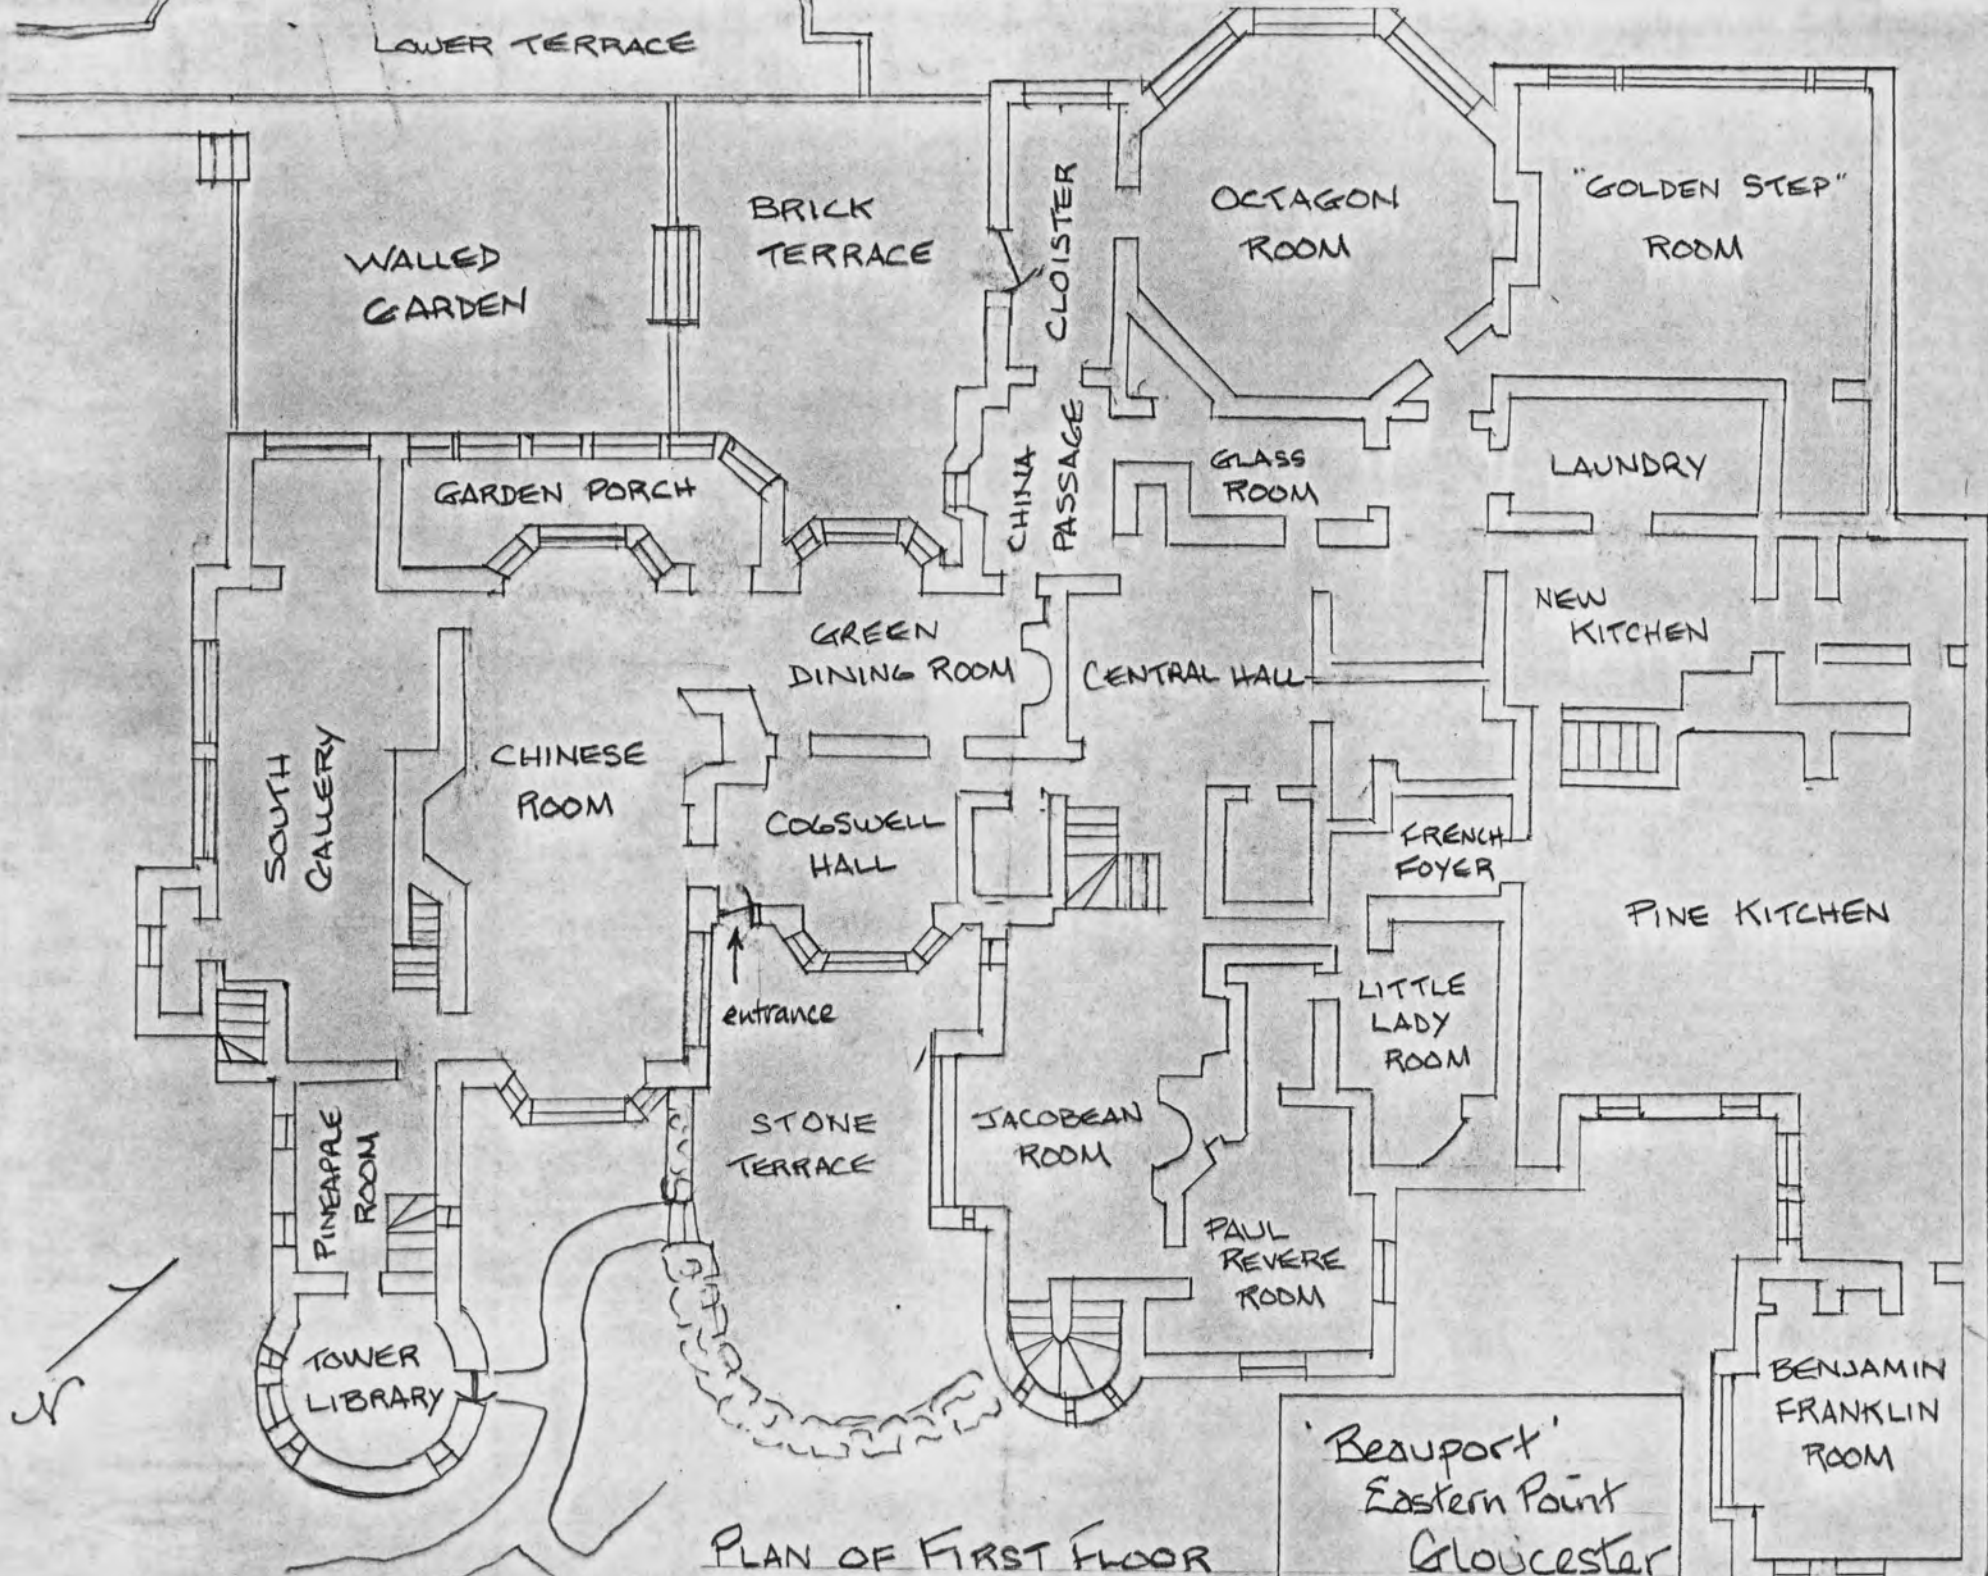 LOWER TERRACE
WALLED
GARDEN
BRICK
TERRACE
CLOISTER
OCTAGON
ROOM
"GOLDEN STEP"
ROOM
GARDEN PORCH
CHINA
PASSAGE
GLASS
ROOM
LAUNDRY
NEW
KITCHEN
GREEN
DINING ROOM
CENTRAL HALL
SOUTH
GALLERY
CHINESE
ROOM
COGSWELL
HALL
FRENCH
FOYER
PINE KITCHEN
entrance
LITTLE
LADY
ROOM
PINEAPPLE
ROOM
STONE
TERRACE
JACOBEAN
ROOM
PAUL
REVERE
ROOM
N
TOWER
LIBRARY
BENJAMIN
FRANKLIN
ROOM
PLAN OF FIRST FLOOR
'Beauport'
Eastern Point
Gloucester